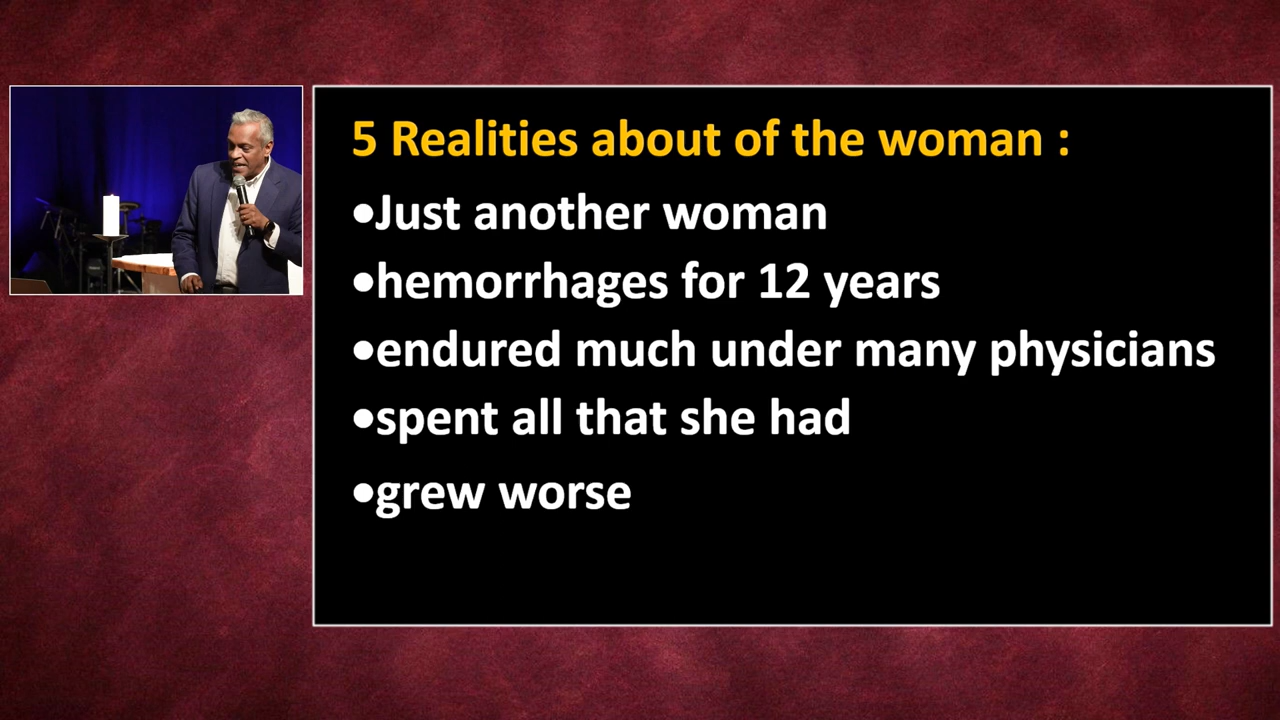 5 Realities about of the woman :
•Just another woman
•hemorrhages for 12 years
•endured much under many physicians
•spent all that she had
•grew worse